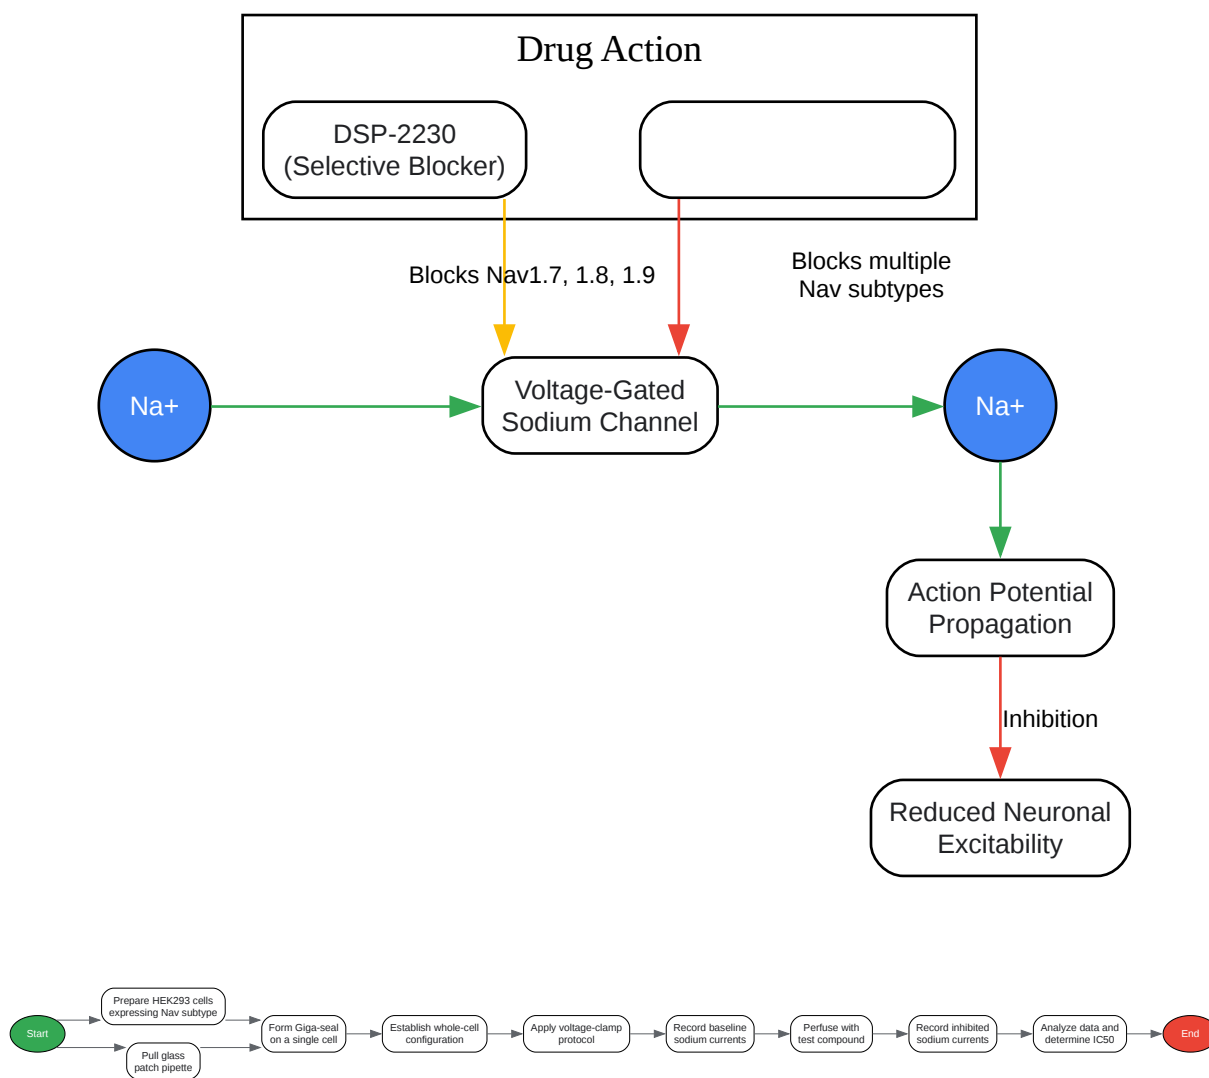 Drug Action
DSP-2230
(Selective Blocker)
Blocks Nav1.7, 1.8, 1.9
Blocks multiple
Nav subtypes
Na+
Voltage-Gated
Sodium Channel
Na+
Action Potential
Propagation
Inhibition
Reduced Neuronal
Excitability
Start
Prepare HEK293 cells
expressing Nav subtype
Pull glass
patch pipette
Form Giga-seal
on a single cell
Establish whole-cell
configuration
Apply voltage-clamp
protocol
Record baseline
sodium currents
Perfuse with
test compound
Record inhibited
sodium currents
Analyze data and
determine IC50
End